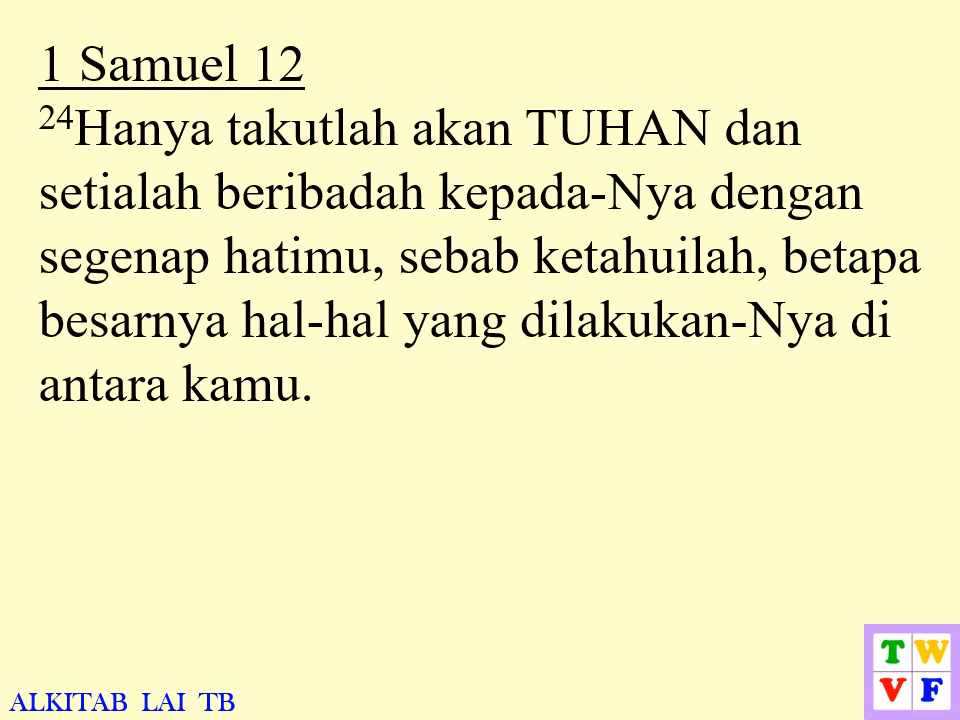 1 Samuel 12
24Hanya takutlah akan TUHAN dan
setialah beribadah kepada-Nya dengan
segenap hatimu, sebab ketahuilah, betapa
besarnya hal-hal yang dilakukan-Nya di
antara kamu.
T W
V F
ALKITAB LAI TB